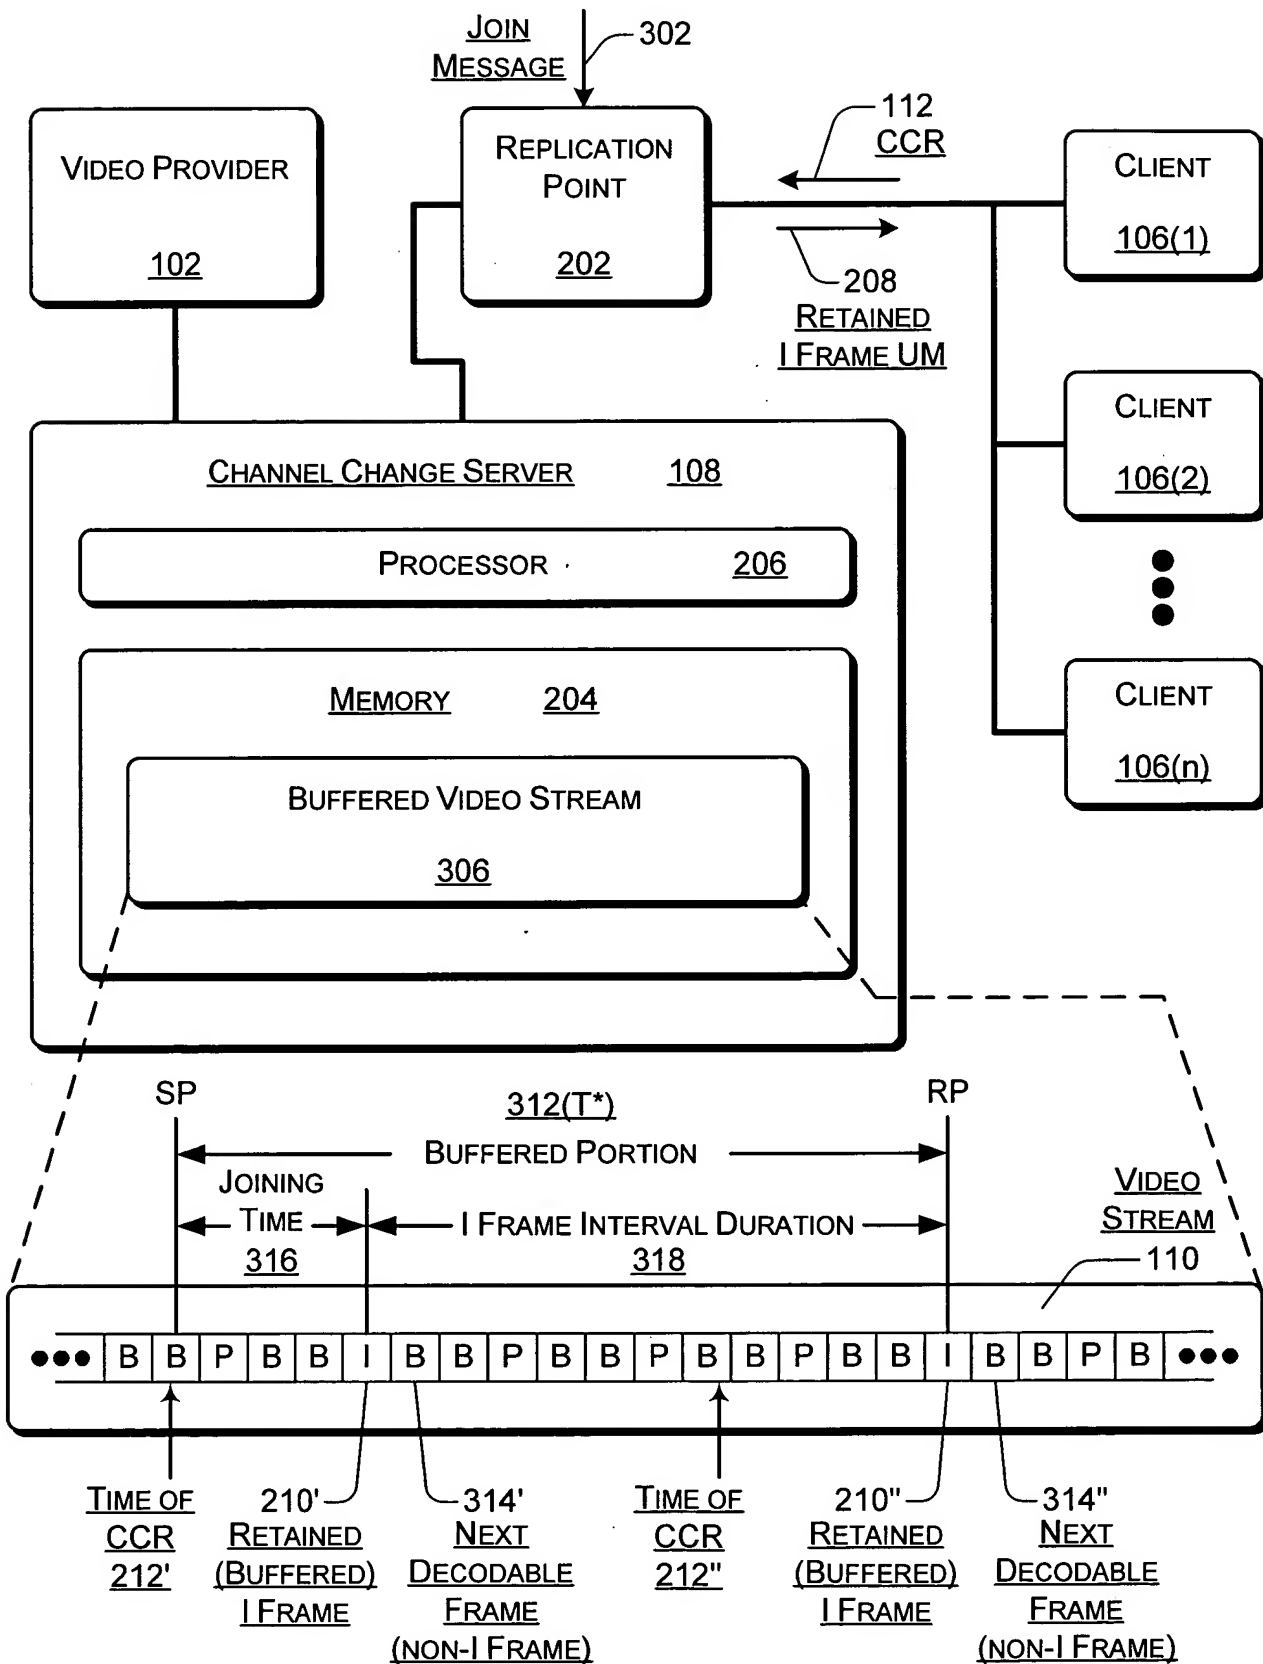 JOIN
MESSAGE
302
VIDEO PROVIDER
102
REPLICATION
POINT
202
112
CCR
208
RETAINED
I FRAME UM
CLIENT
106(1)
CLIENT
106(2)
CLIENT
106(n)
CHANNEL CHANGE SERVER 108
PROCESSOR 206
MEMORY 204
BUFFERED VIDEO STREAM
306
SP
312(T*)
RP
BUFFERED PORTION
JOINING
TIME
316
I FRAME INTERVAL DURATION
318
VIDEO
STREAM
110
B B P B B I B B P B B P B B P B B I B B P B
TIME OF
CCR
212'
210'
RETAINED
(BUFFERED)
I FRAME
314'
NEXT
DECODABLE
FRAME
(NON-I FRAME)
TIME OF
CCR
212"
210"
RETAINED
(BUFFERED)
I FRAME
314"
NEXT
DECODABLE
FRAME
(NON-I FRAME)